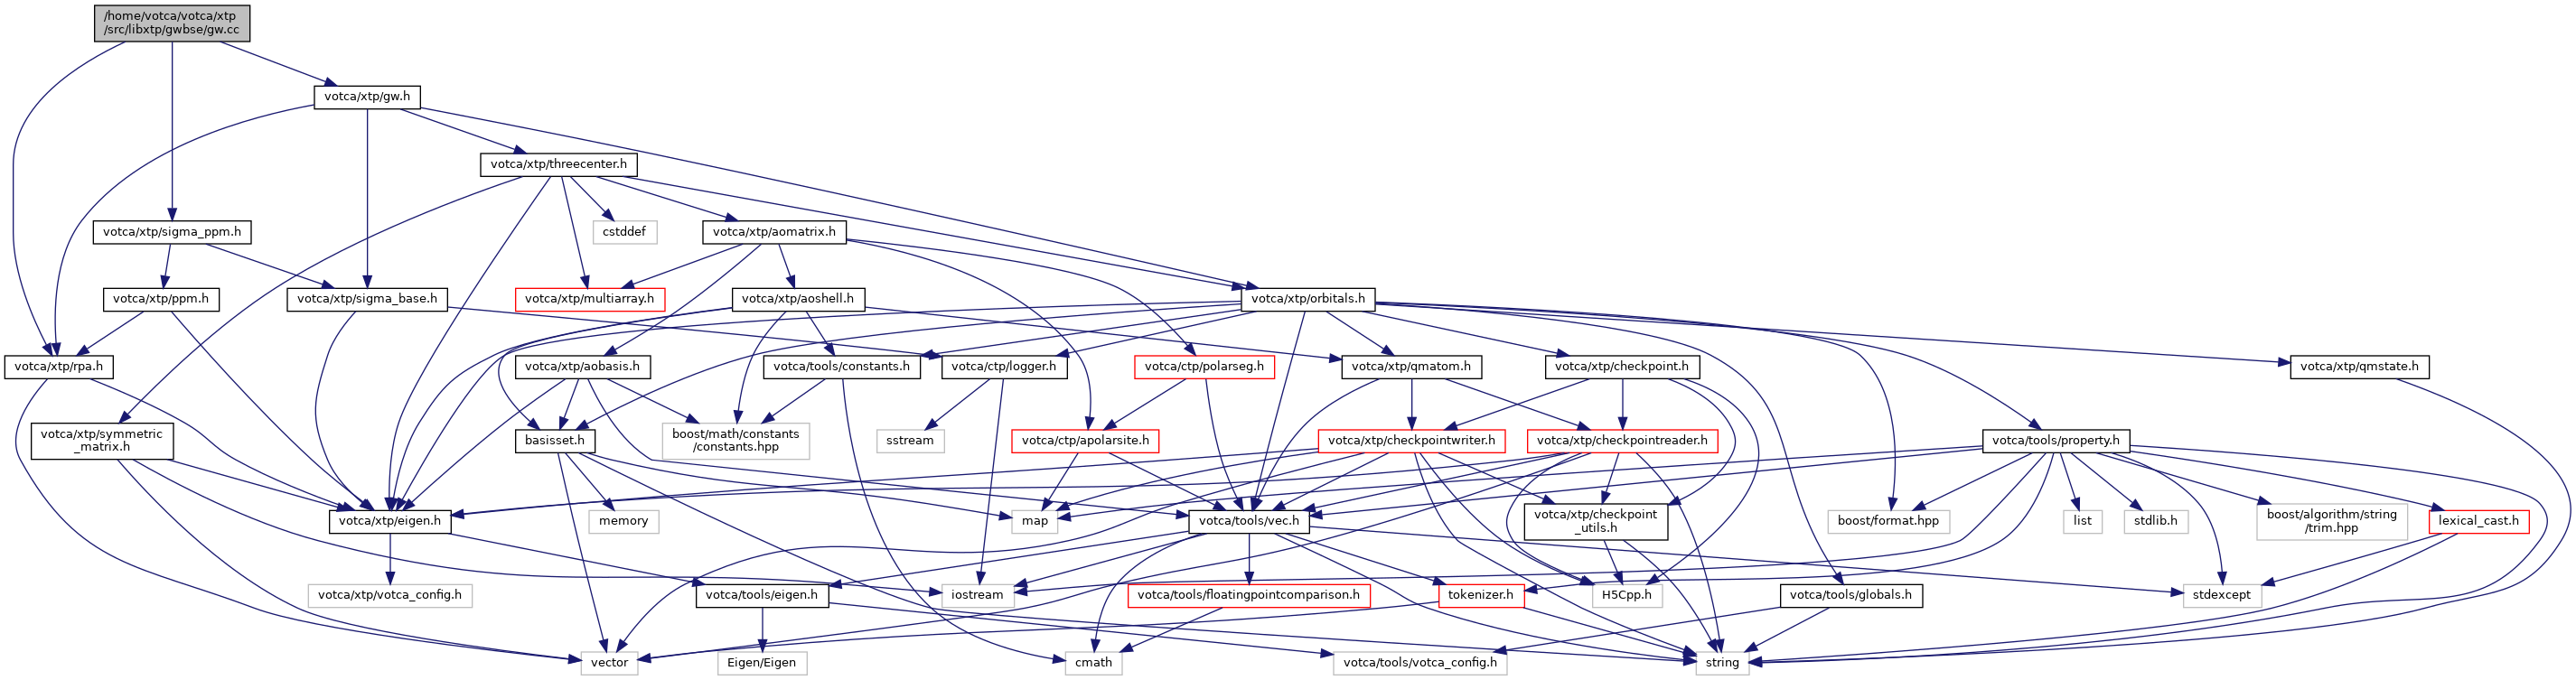 /home/votca/votca/xtp
/src/libxtp/gwbse/gw.cc
votca/xtp/gw.h
votca/xtp/threecenter.h
votca/xtp/sigma_ppm.h
cstddef
votca/xtp/aomatrix.h
votca/xtp/ppm.h
votca/xtp/sigma_base.h
votca/xtp/multiarray.h
votca/xtp/aoshell.h
votca/xtp/orbitals.h
votca/xtp/rpa.h
votca/xtp/aobasis.h
votca/tools/constants.h
votca/ctp/logger.h
votca/ctp/polarseg.h
votca/xtp/qmatom.h
votca/xtp/checkpoint.h
votca/xtp/qmstate.h
votca/xtp/symmetric
_matrix.h
basisset.h
boost/math/constants
/constants.hpp
sstream
votca/ctp/apolarsite.h
votca/xtp/checkpointwriter.h
votca/xtp/checkpointreader.h
votca/tools/property.h
votca/xtp/eigen.h
memory
map
votca/tools/vec.h
votca/xtp/checkpoint
_utils.h
boost/format.hpp
list
stdlib.h
boost/algorithm/string
/trim.hpp
lexical_cast.h
votca/xtp/votca_config.h
votca/tools/eigen.h
iostream
votca/tools/floatingpointcomparison.h
tokenizer.h
H5Cpp.h
votca/tools/globals.h
stdexcept
vector
Eigen/Eigen
cmath
votca/tools/votca_config.h
string